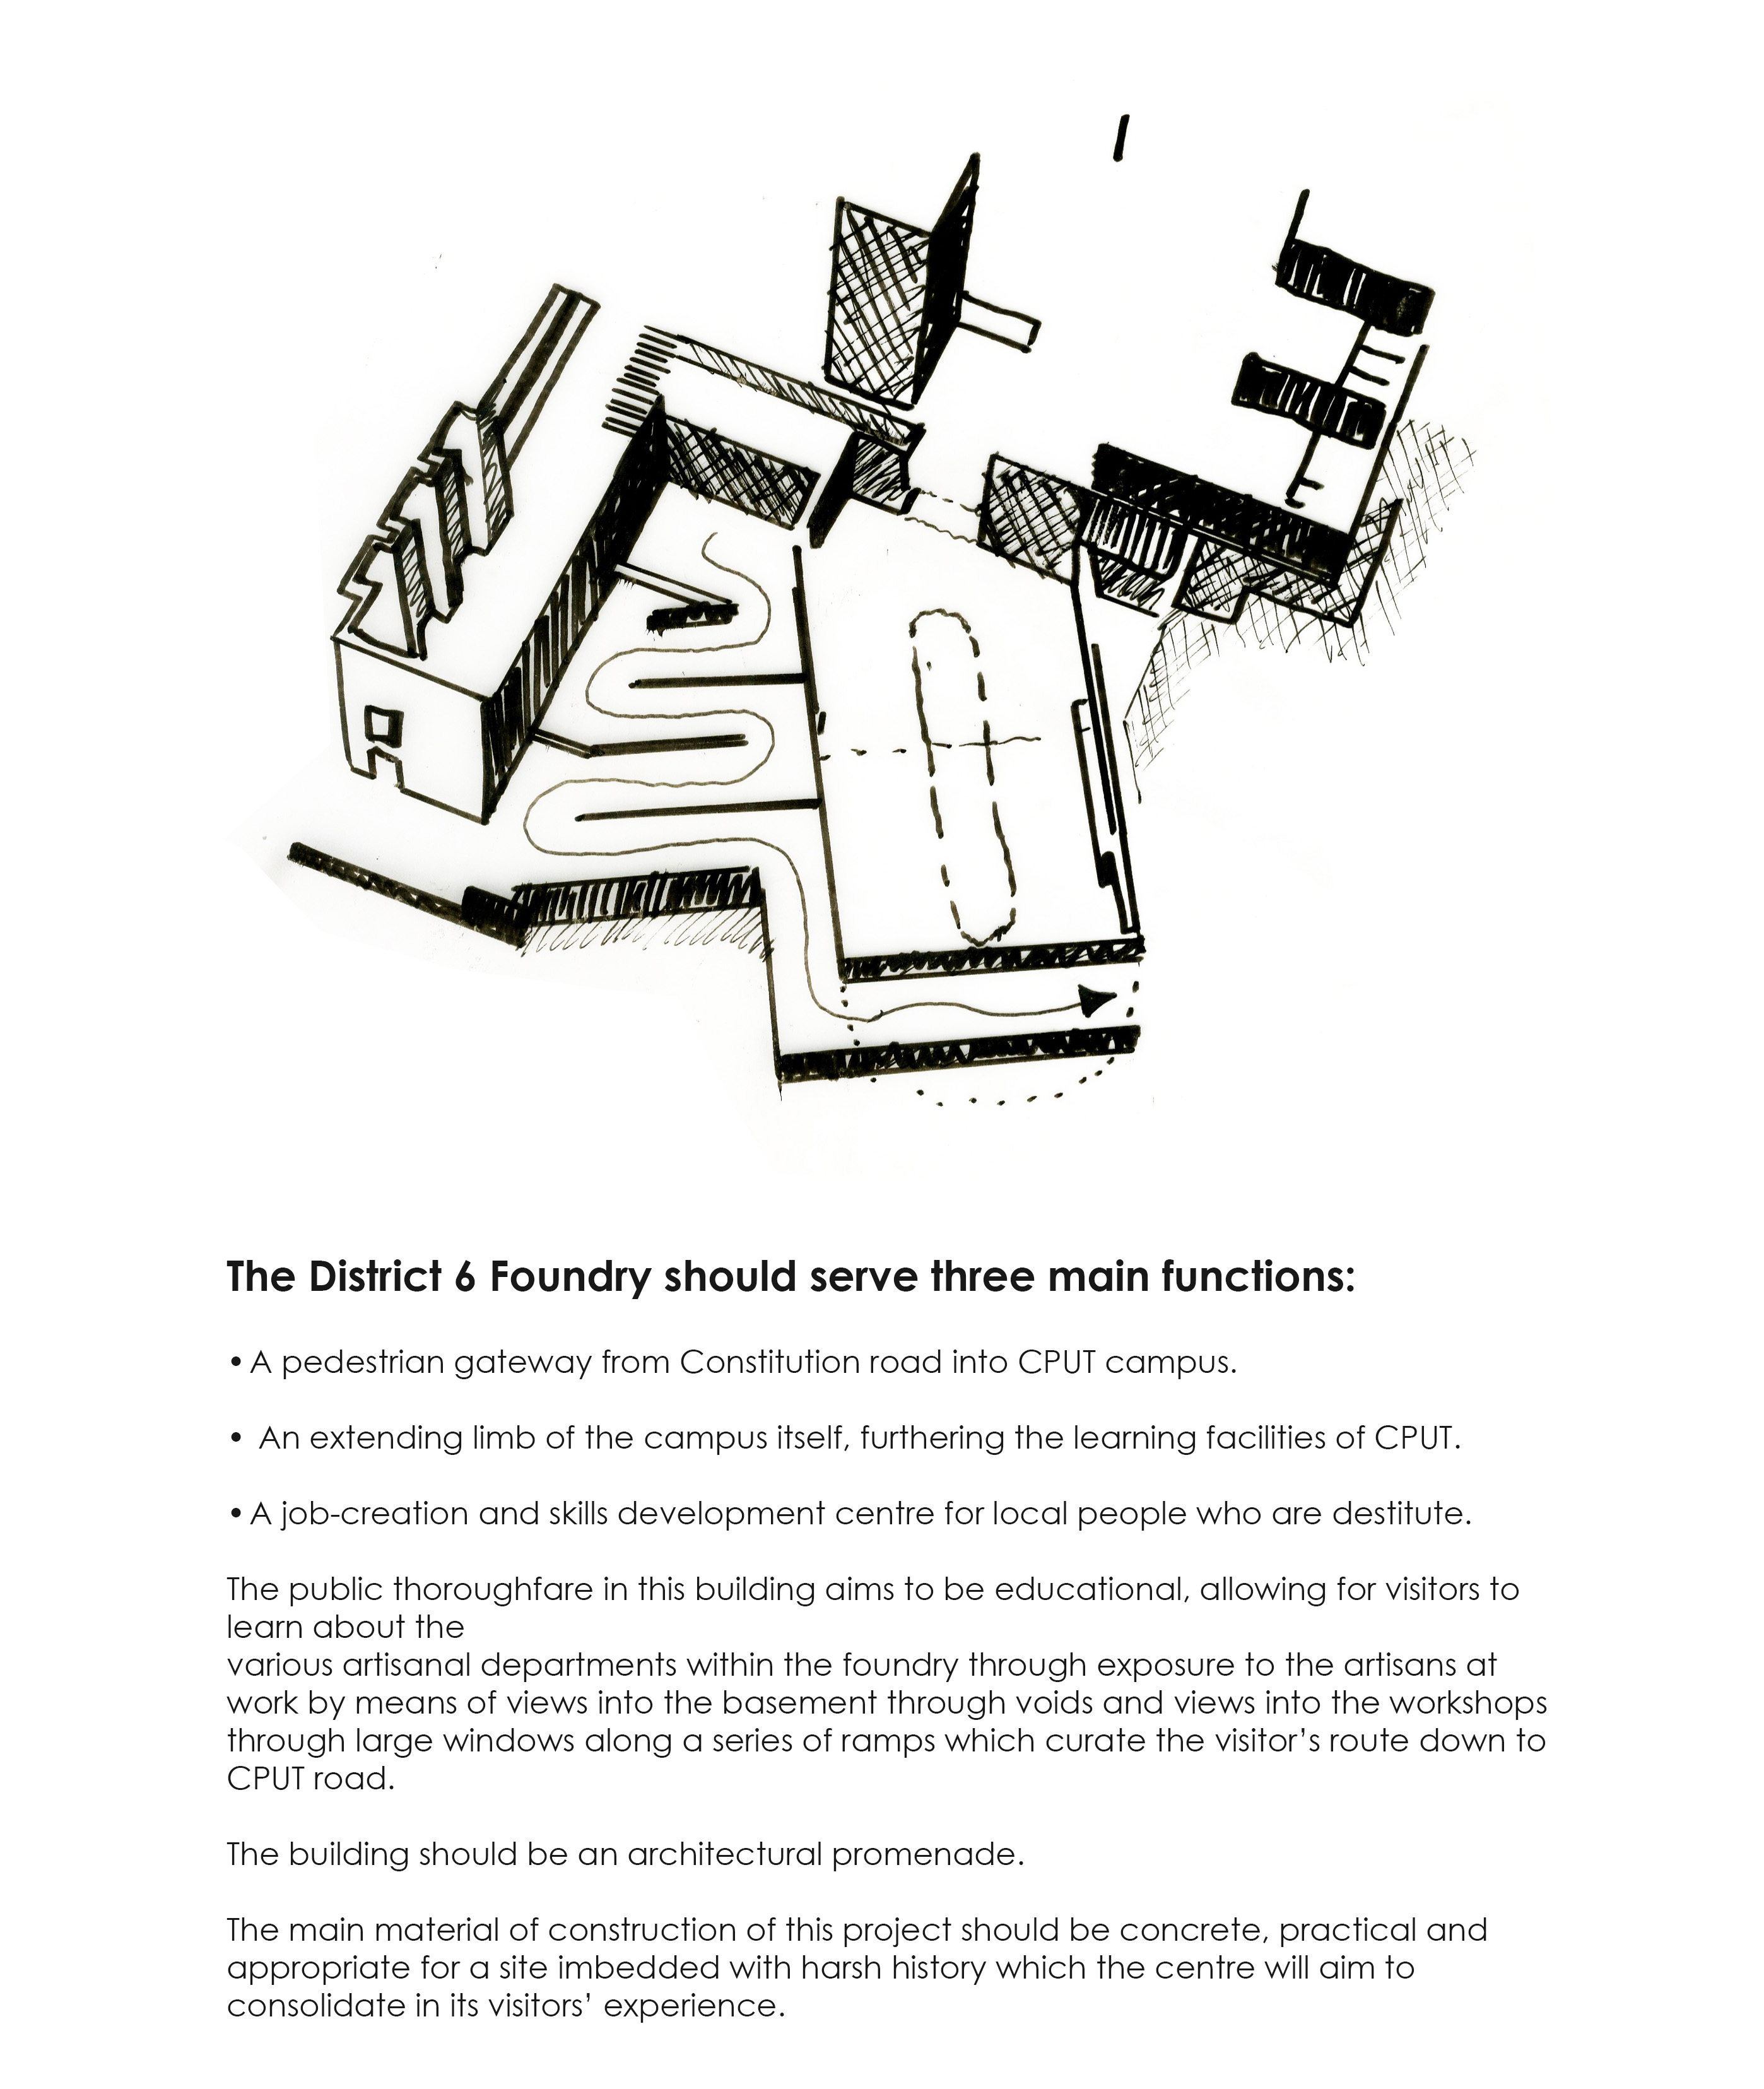 The District 6 Foundry should serve three main functions:
• A pedestrian gateway from Constitution road into CPUT campus.
• An extending limb of the campus itself, furthering the learning facilities of CPUT.
• A job-creation and skills development centre for local people who are destitute.
The public thoroughfare in this building aims to be educational, allowing for visitors to
learn about the
various artisanal departments within the foundry through exposure to the artisans at
work by means of views into the basement through voids and views into the workshops
through large windows along a series of ramps which curate the visitor’s route down to
CPUT road.
The building should be an architectural promenade.
The main material of construction of this project should be concrete, practical and
appropriate for a site imbedded with harsh history which the centre will aim to
consolidate in its visitors’ experience.